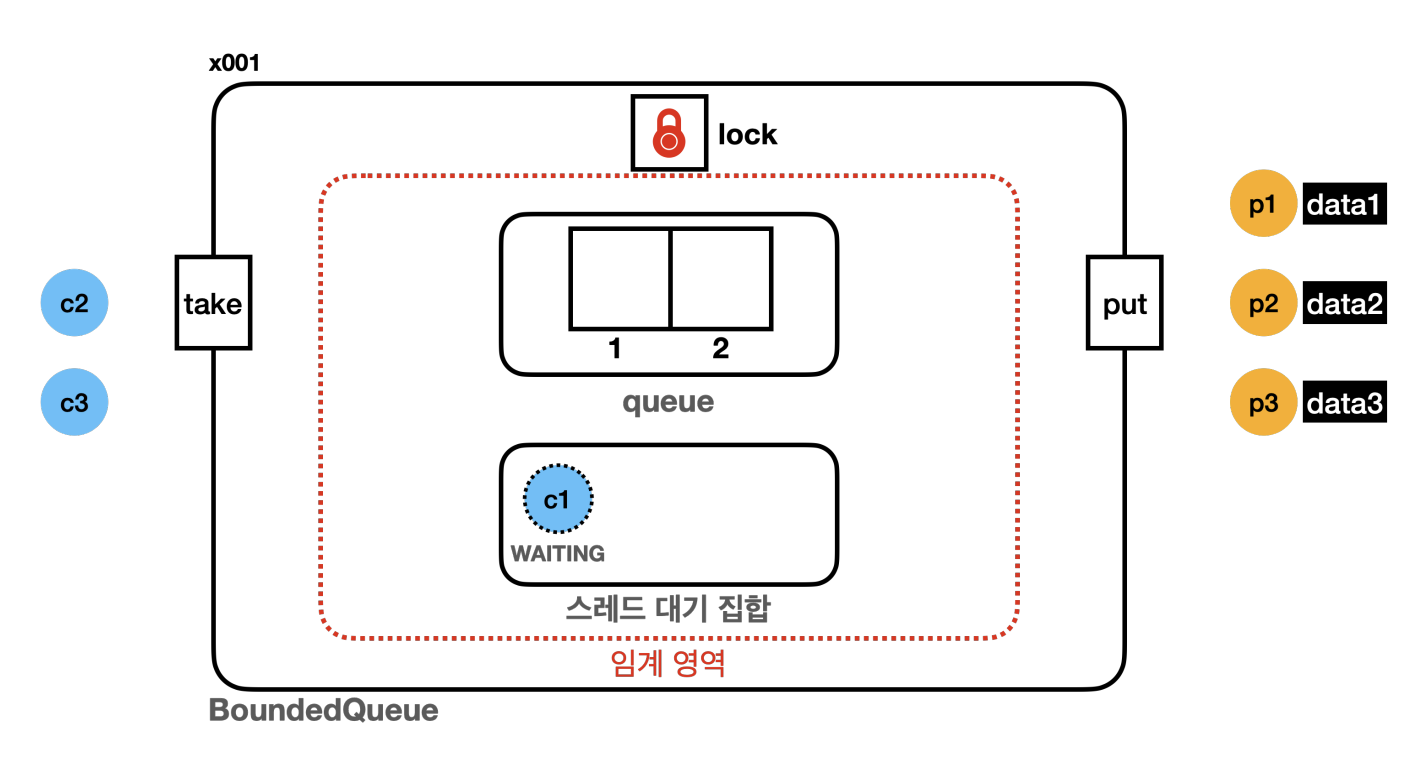 x001
lock
p1 data1
c2
take
put
p2 data2
1 2
queue
c3
p3 data3
c1
WAITING
스레드 대기 집합
임계 영역
BoundedQueue